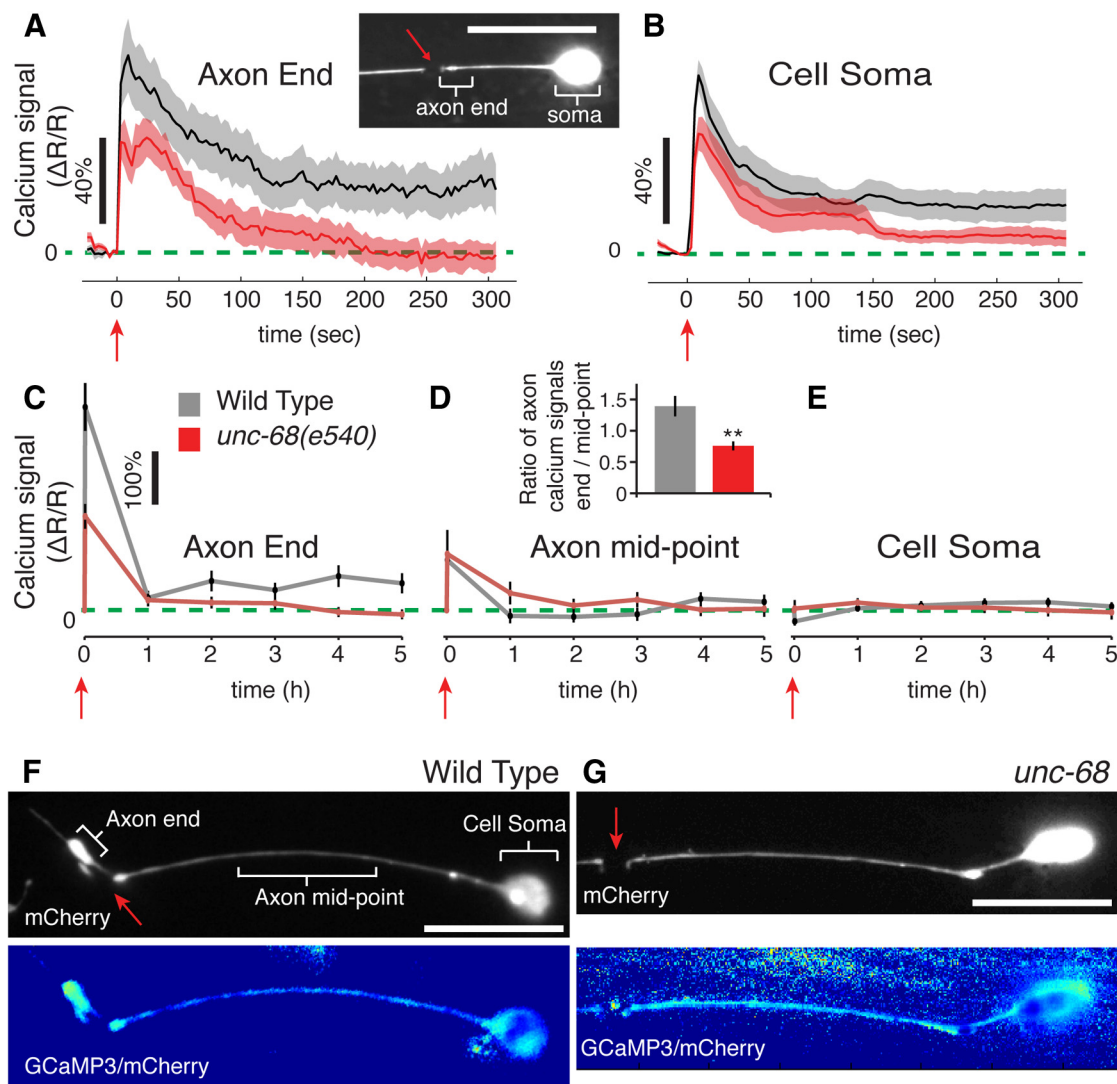 A
Axon End
axon end
soma
B
Cell Soma
Calcium signal
(ΔR/R)
40%
0
0 50 100 150 200 250 300
time (sec)
40%
0
0 50 100 150 200 250 300
time (sec)
C
Wild Type
unc-68(e540)
100%
Calcium signal
(ΔR/R)
Axon End
0
0 1 2 3 4 5
time (h)
D
Ratio of axon
calcium signals
end / mid-point
1.5
1.0
0.5
0
**
Axon mid-point
0 1 2 3 4 5
time (h)
E
Cell Soma
0 1 2 3 4 5
time (h)
F
Wild Type
Axon end
Cell Soma
Axon mid-point
mCherry
GCaMP3/mCherry
G
unc-68
mCherry
GCaMP3/mCherry